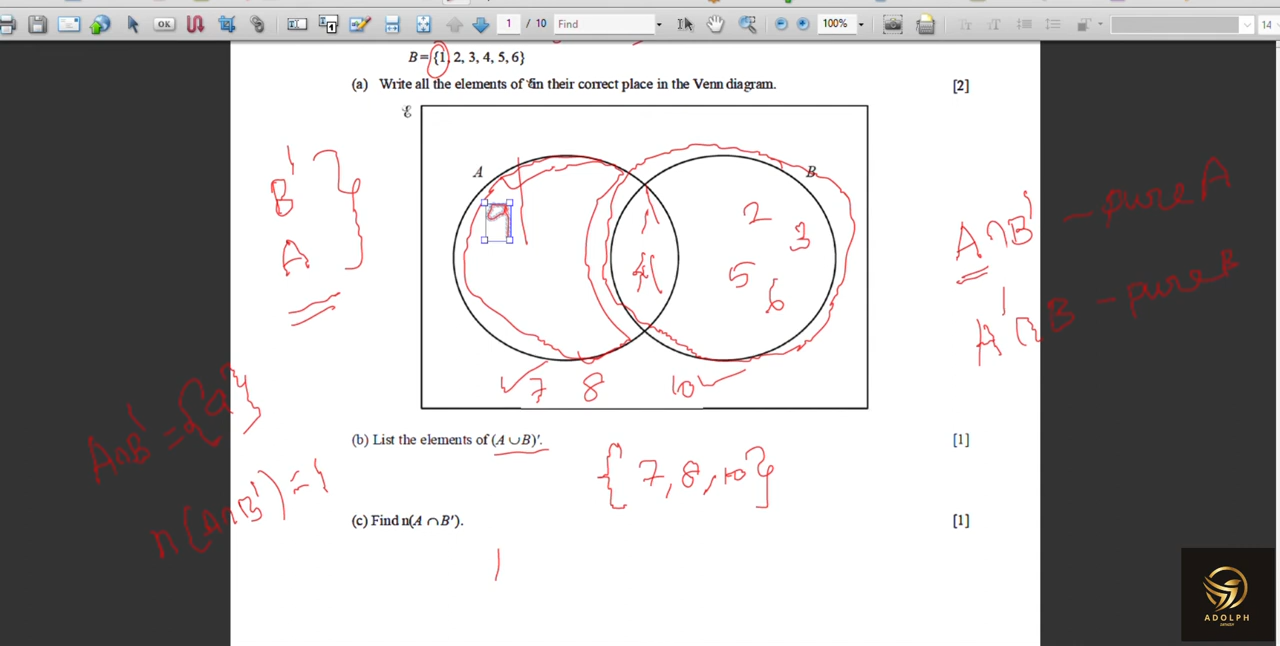 1 / 10 Find 100% 14
B = {1, 2, 3, 4, 5, 6}
(a) Write all the elements of ℰ in their correct place in the Venn diagram. [2]
ℰ
A B
B'
A
9
1
4
2
3
5
6
7 8 10
A∩B' - pure A
A'∩B - pure B
A∩B' = {9}
n(A∩B') = 1
(b) List the elements of (A ∪ B)'. [1]
{7, 8, 10}
(c) Find n(A ∩ B'). [1]
1
ADOLPH